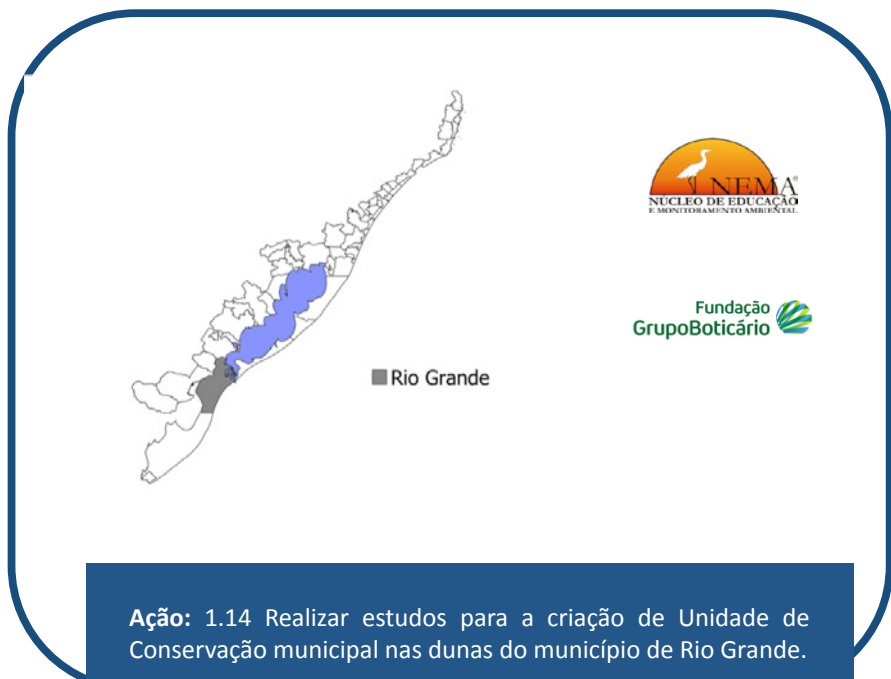 NEMA
NÚCLEO DE EDUCAÇÃO
E MONITORAMENTO AMBIENTAL
Fundação
GrupoBoticário
Rio Grande
Ação: 1.14 Realizar estudos para a criação de Unidade de
Conservação municipal nas dunas do município de Rio Grande.